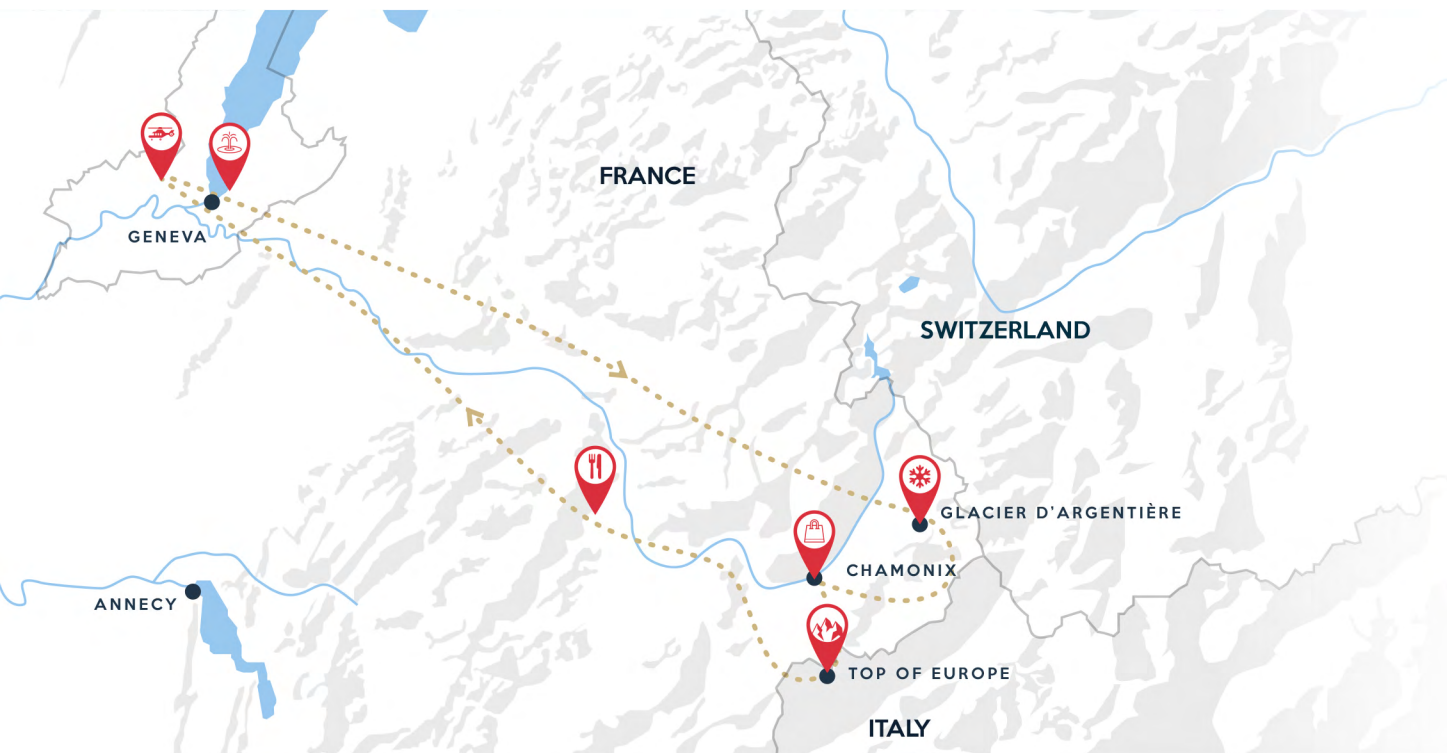 FRANCE
GENEVA
SWITZERLAND
GLACIER D'ARGENTIÈRE
CHAMONIX
ANNECY
TOP OF EUROPE
ITALY